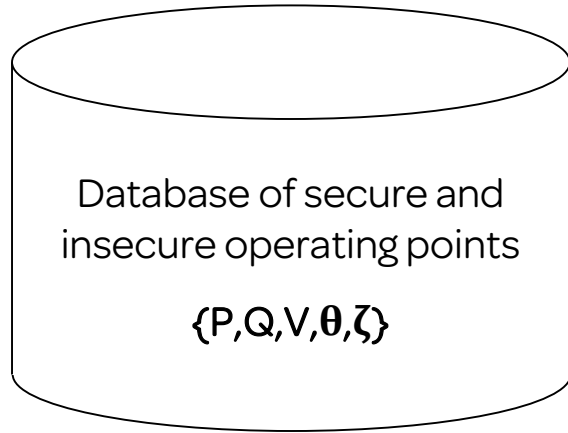 Database of secure and
insecure operating points
{P,Q,V,θ,ζ}